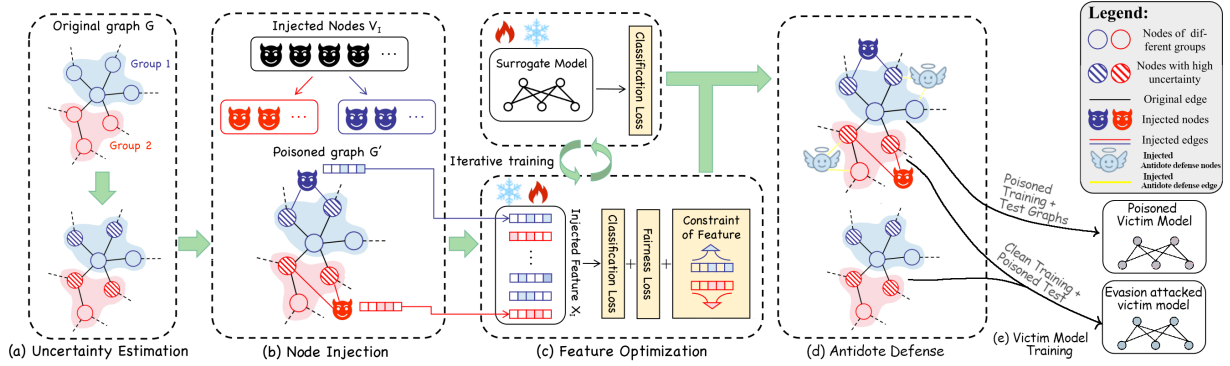 Original graph G
Group 1
Group 2
(a) Uncertainty Estimation
Injected Nodes V_I
...
... ...
Poisoned graph G'
(b) Node Injection
Surrogate Model
Classification Loss
Iterative training
Injected Feature X_I
Classification Loss
+
Fairness Loss
+
Constraint
of Feature
(c) Feature Optimization
(d) Antidote Defense
Poisoned
Training +
Test Graphs
Clean Training +
Poisoned Test
Poisoned
Victim Model
Evasion attacked
victim model
(e) Victim Model
Training
Legend:
Nodes of dif-
ferent groups
Nodes with high
uncertainty
Original edge
Injected nodes
Injected edges
Injected
Antidote defense nodes
Injected
Antidote defense edge